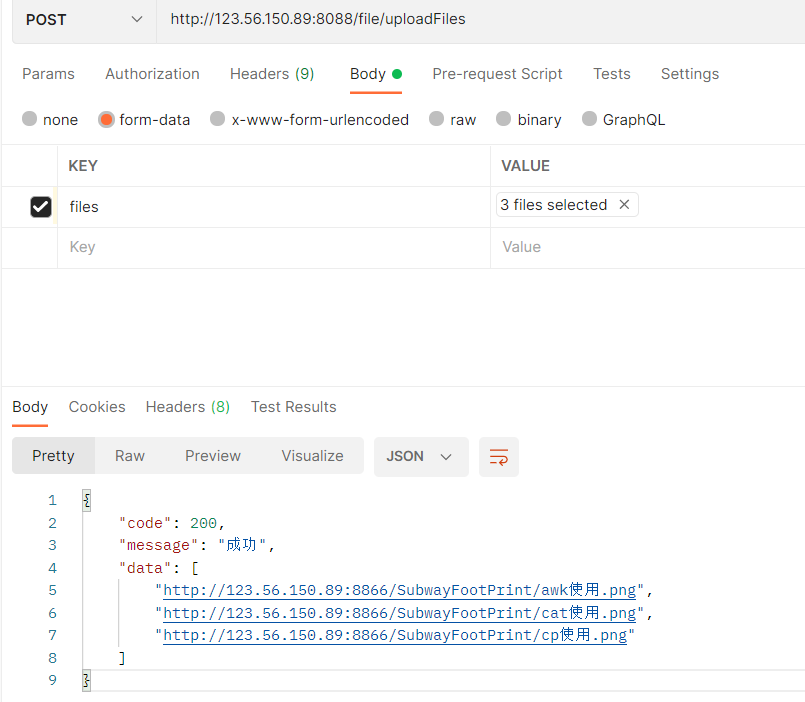 POST http://123.56.150.89:8088/file/uploadFiles
Params Authorization Headers (9) Body Pre-request Script Tests Settings
none form-data x-www-form-urlencoded raw binary GraphQL
KEY VALUE
files 3 files selected ×
Key Value
Body Cookies Headers (8) Test Results
Pretty Raw Preview Visualize JSON
1 {
2 "code": 200,
3 "message": "成功",
4 "data": [
5 "http://123.56.150.89:8866/SubwayFootPrint/awk使用.png",
6 "http://123.56.150.89:8866/SubwayFootPrint/cat使用.png",
7 "http://123.56.150.89:8866/SubwayFootPrint/cp使用.png"
8 ]
9 }